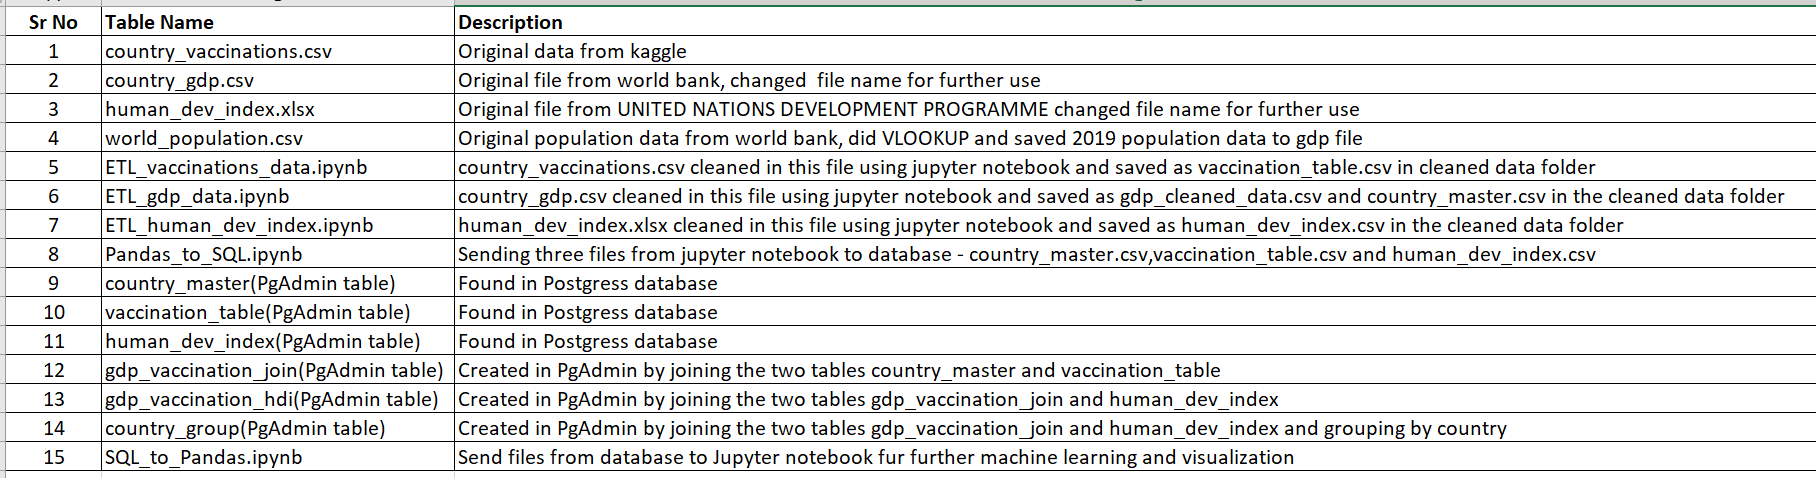 Sr No Table Name Description
1 country_vaccinations.csv Original data from kaggle
2 country_gdp.csv Original file from world bank, changed  file name for further use
3 human_dev_index.xlsx Original file from UNITED NATIONS DEVELOPMENT PROGRAMME changed file name for further use
4 world_population.csv Original population data from world bank, did VLOOKUP and saved 2019 population data to gdp file
5 ETL_vaccinations_data.ipynb country_vaccinations.csv cleaned in this file using jupyter notebook and saved as vaccination_table.csv in cleaned data folder
6 ETL_gdp_data.ipynb country_gdp.csv cleaned in this file using jupyter notebook and saved as gdp_cleaned_data.csv and country_master.csv in the cleaned data folder
7 ETL_human_dev_index.ipynb human_dev_index.xlsx cleaned in this file using jupyter notebook and saved as human_dev_index.csv in the cleaned data folder
8 Pandas_to_SQL.ipynb Sending three files from jupyter notebook to database - country_master.csv,vaccination_table.csv and human_dev_index.csv
9 country_master(PgAdmin table) Found in Postgress database
10 vaccination_table(PgAdmin table) Found in Postgress database
11 human_dev_index(PgAdmin table) Found in Postgress database
12 gdp_vaccination_join(PgAdmin table) Created in PgAdmin by joining the two tables country_master and vaccination_table
13 gdp_vaccination_hdi(PgAdmin table) Created in PgAdmin by joining the two tables gdp_vaccination_join and human_dev_index
14 country_group(PgAdmin table) Created in PgAdmin by joining the two tables gdp_vaccination_join and human_dev_index and grouping by country
15 SQL_to_Pandas.ipynb Send files from database to Jupyter notebook fur further machine learning and visualization